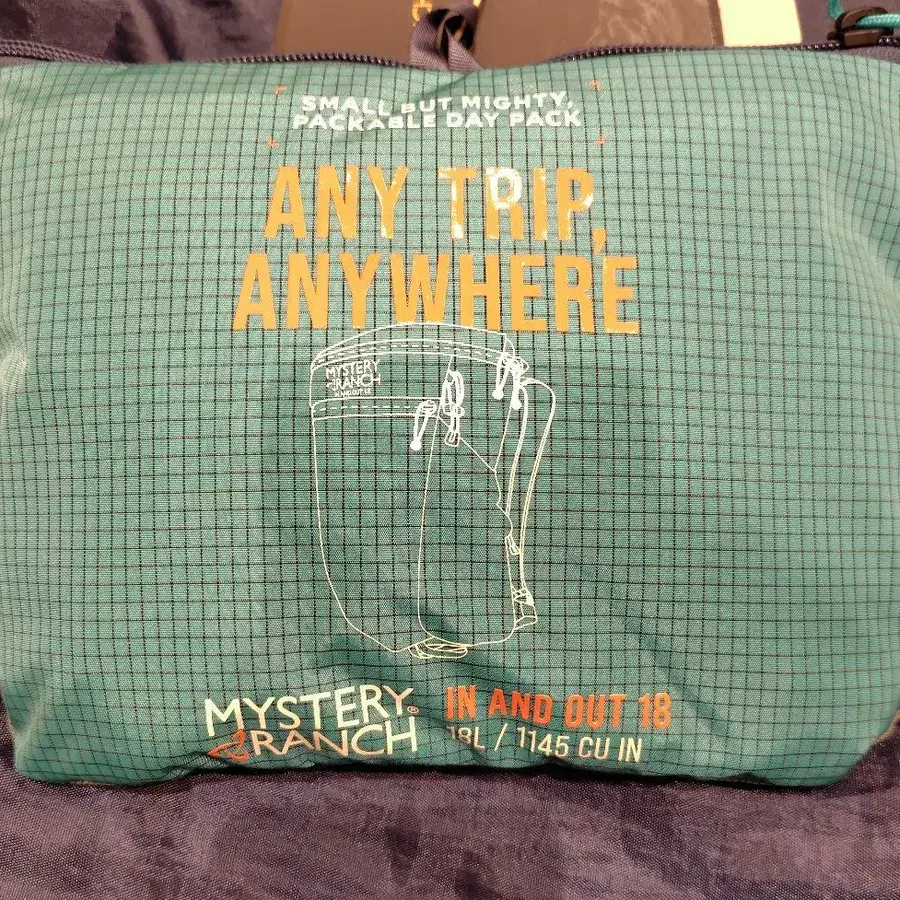 SMALL BUT MIGHTY,
PACKABLE DAY PACK
ANY TRIP,
ANYWHERE
MYSTERY
RANCH
MYSTERY®
RANCH
IN AND OUT 18
18L / 1145 CU IN